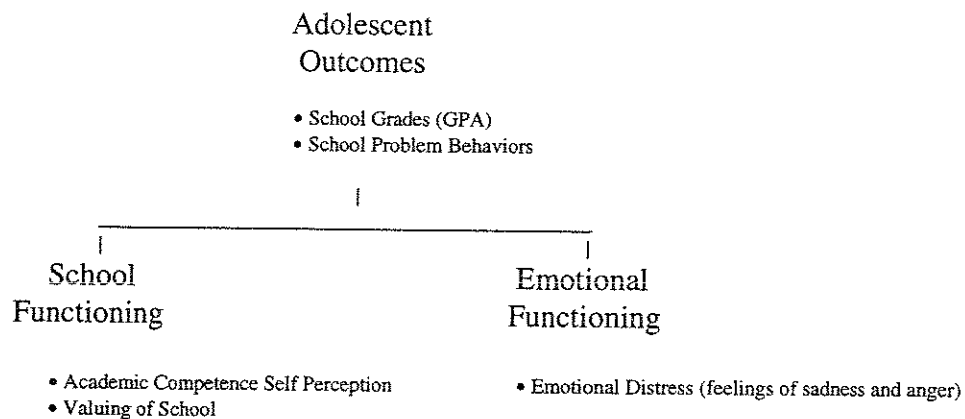 Adolescent
Outcomes
• School Grades (GPA)
• School Problem Behaviors
School
Functioning
• Academic Competence Self Perception
• Valuing of School
Emotional
Functioning
• Emotional Distress (feelings of sadness and anger)